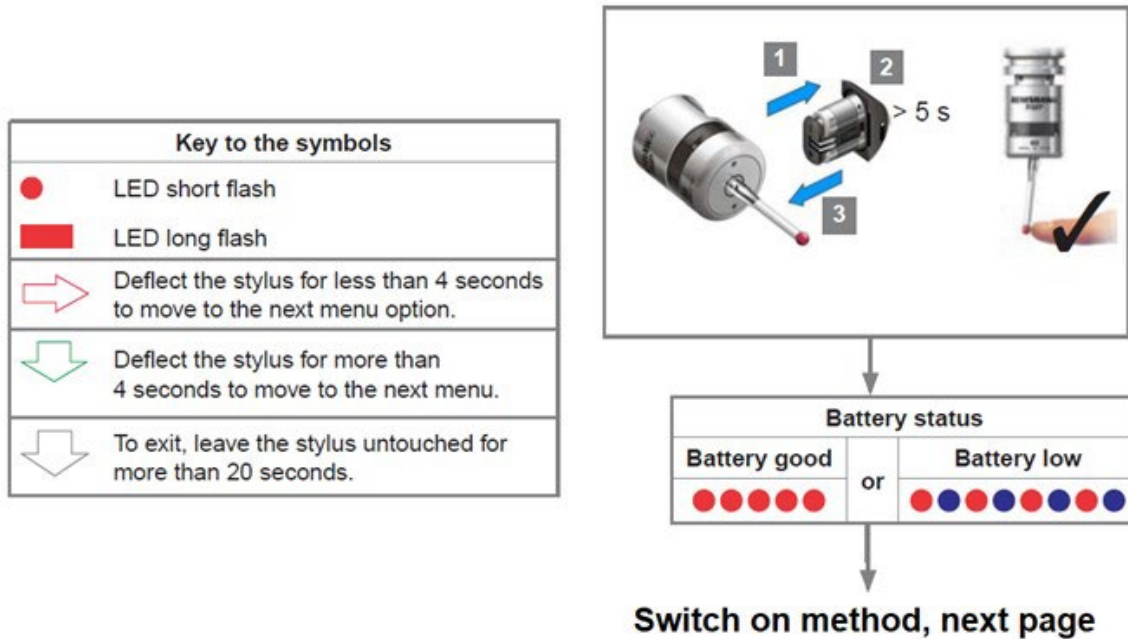 Key to the symbols
LED short flash
LED long flash
Deflect the stylus for less than 4 seconds
to move to the next menu option.
Deflect the stylus for more than
4 seconds to move to the next menu.
To exit, leave the stylus untouched for
more than 20 seconds.
1
2
> 5 s
3
RENISHAW
Battery status
Battery good
or
Battery low
Switch on method, next page